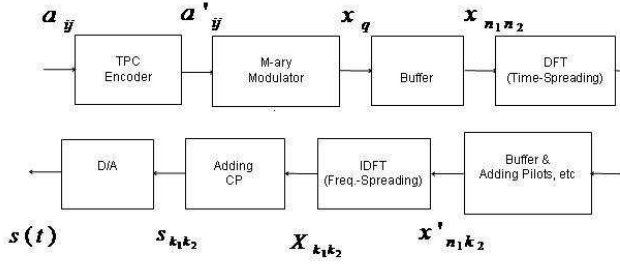 a_ij a'_ij x_q x_n₁n₂
TPC
Encoder
M-ary
Modulator
Buffer
DFT
(Time-Spreading)
D/A
Adding
CP
IDFT
(Freq.-Spreading)
Buffer &
Adding Pilots, etc
s(t) s_k₁k₂ X_k₁k₂ x'_n₁k₂